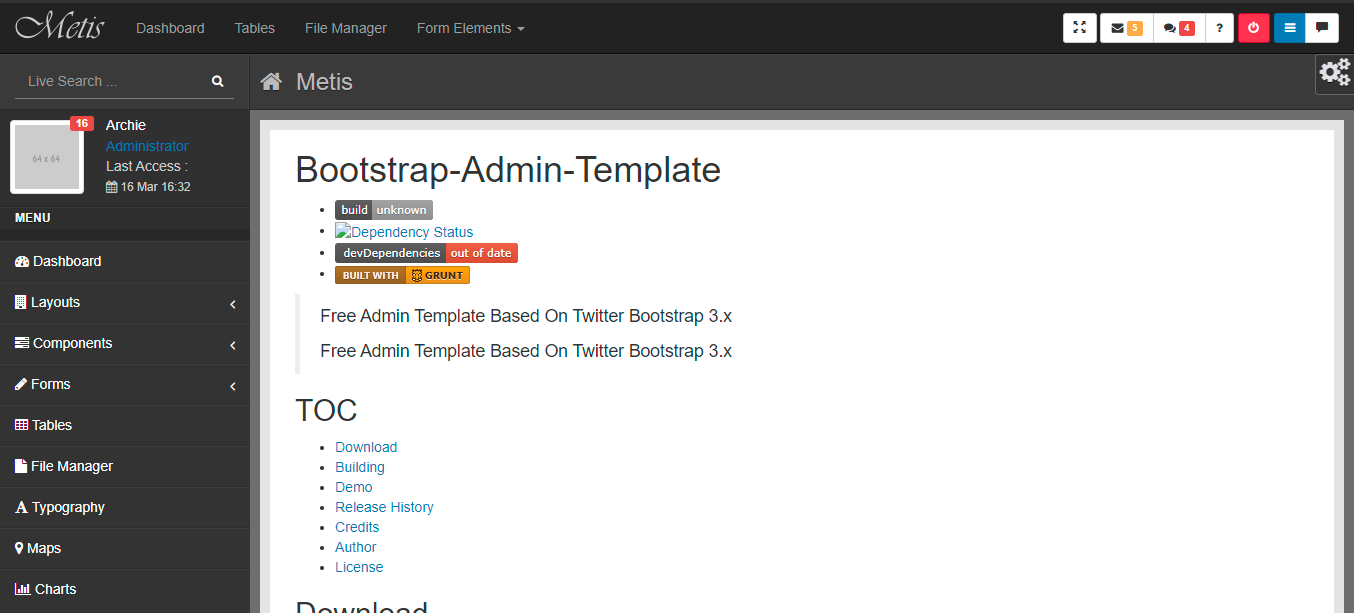 Metis
Dashboard
Tables
File Manager
Form Elements
5
4
?
Live Search ...
Metis
64 x 64
16
Archie
Administrator
Last Access :
16 Mar 16:32
MENU
Dashboard
Layouts
Components
Forms
Tables
File Manager
Typography
Maps
Charts
Bootstrap-Admin-Template
build unknown
Dependency Status
devDependencies out of date
BUILT WITH GRUNT
Free Admin Template Based On Twitter Bootstrap 3.x
Free Admin Template Based On Twitter Bootstrap 3.x
TOC
Download
Building
Demo
Release History
Credits
Author
License
Download